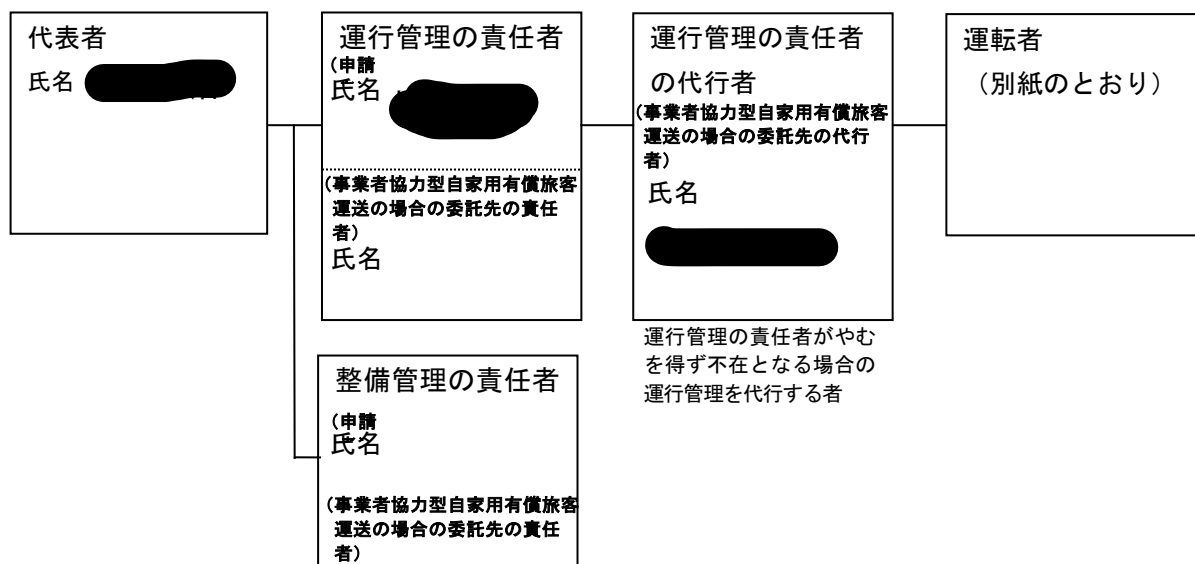 代表者
氏名
運行管理の責任者
(申請
氏名
(事業者協力型自家用有償旅客
運送の場合の委託先の責任
者)
氏名
運行管理の責任者
の代行者
(事業者協力型自家用有償旅客
運送の場合の委託先の代行
者)
氏名
運行管理の責任者がやむ
を得ず不在となる場合の
運行管理を代行する者
運転者
(別紙のとおり)
整備管理の責任者
(申請
氏名
(事業者協力型自家用有償旅客
運送の場合の委託先の責任
者)